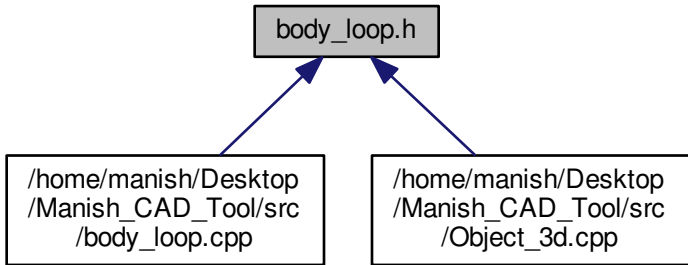 body_loop.h
/home/manish/Desktop
/Manish_CAD_Tool/src
/body_loop.cpp
/home/manish/Desktop
/Manish_CAD_Tool/src
/Object_3d.cpp